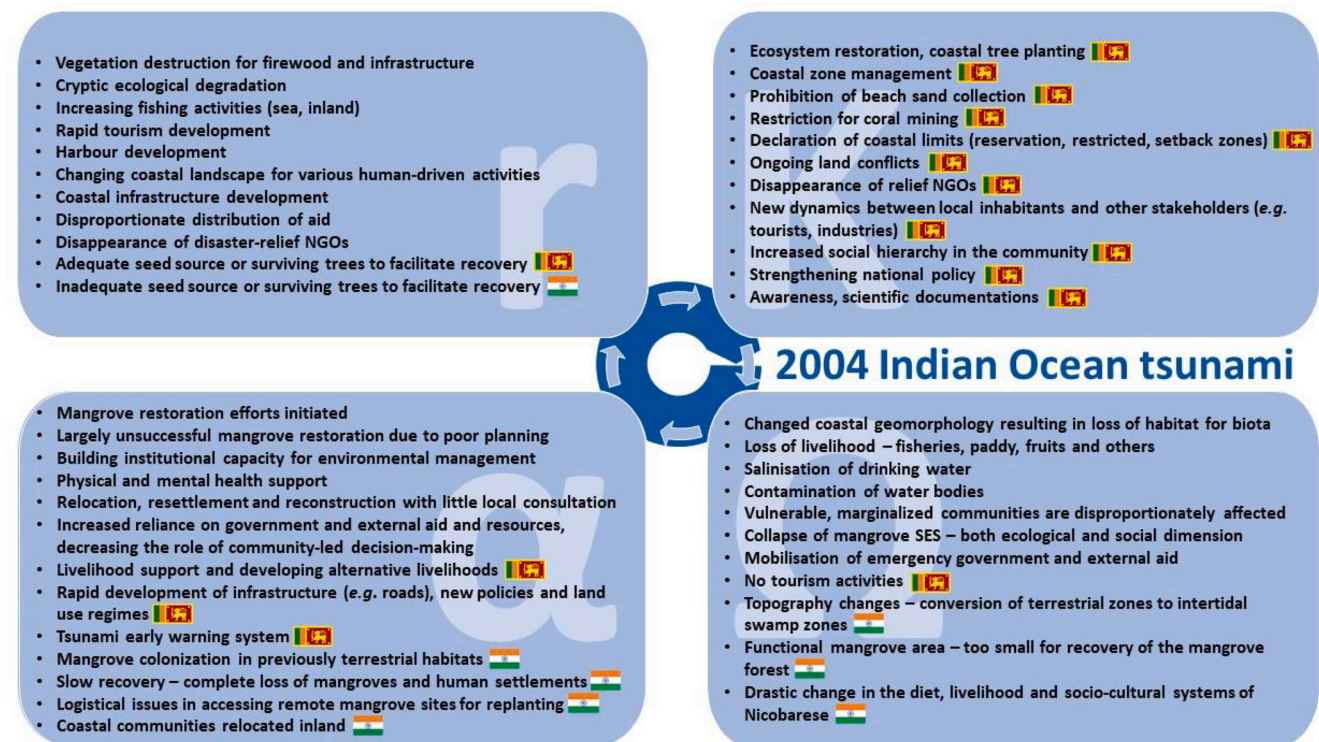 • Vegetation destruction for firewood and infrastructure
• Cryptic ecological degradation
• Increasing fishing activities (sea, inland)
• Rapid tourism development
• Harbour development
• Changing coastal landscape for various human-driven activities
• Coastal infrastructure development
• Disproportionate distribution of aid
• Disappearance of disaster-relief NGOs
• Adequate seed source or surviving trees to facilitate recovery
• Inadequate seed source or surviving trees to facilitate recovery
r
• Ecosystem restoration, coastal tree planting
• Coastal zone management
• Prohibition of beach sand collection
• Restriction for coral mining
• Declaration of coastal limits (reservation, restricted, setback zones)
• Ongoing land conflicts
• Disappearance of relief NGOs
• New dynamics between local inhabitants and other stakeholders (e.g.
tourists, industries)
• Increased social hierarchy in the community
• Strengthening national policy
• Awareness, scientific documentations
K
2004 Indian Ocean tsunami
• Mangrove restoration efforts initiated
• Largely unsuccessful mangrove restoration due to poor planning
• Building institutional capacity for environmental management
• Physical and mental health support
• Relocation, resettlement and reconstruction with little local consultation
• Increased reliance on government and external aid and resources,
decreasing the role of community-led decision-making
• Livelihood support and developing alternative livelihoods
• Rapid development of infrastructure (e.g. roads), new policies and land
use regimes
• Tsunami early warning system
• Mangrove colonization in previously terrestrial habitats
• Slow recovery – complete loss of mangroves and human settlements
• Logistical issues in accessing remote mangrove sites for replanting
• Coastal communities relocated inland
α
• Changed coastal geomorphology resulting in loss of habitat for biota
• Loss of livelihood – fisheries, paddy, fruits and others
• Salinisation of drinking water
• Contamination of water bodies
• Vulnerable, marginalized communities are disproportionately affected
• Collapse of mangrove SES – both ecological and social dimension
• Mobilisation of emergency government and external aid
• No tourism activities
• Topography changes – conversion of terrestrial zones to intertidal
swamp zones
• Functional mangrove area – too small for recovery of the mangrove
forest
• Drastic change in the diet, livelihood and socio-cultural systems of
Nicobarese
Ω